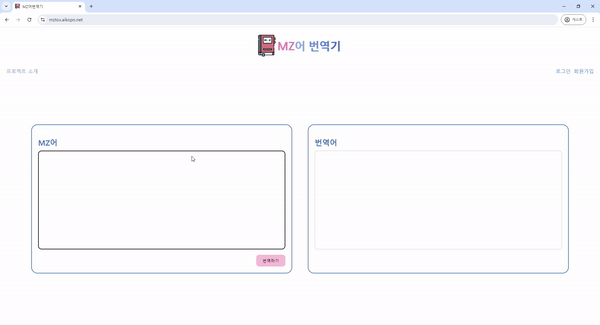 MZ어번역기
mztos.aikopo.net
게스트
MZ어 번역기
프로젝트 소개
로그인 회원가입
MZ어
번역어
번역하기